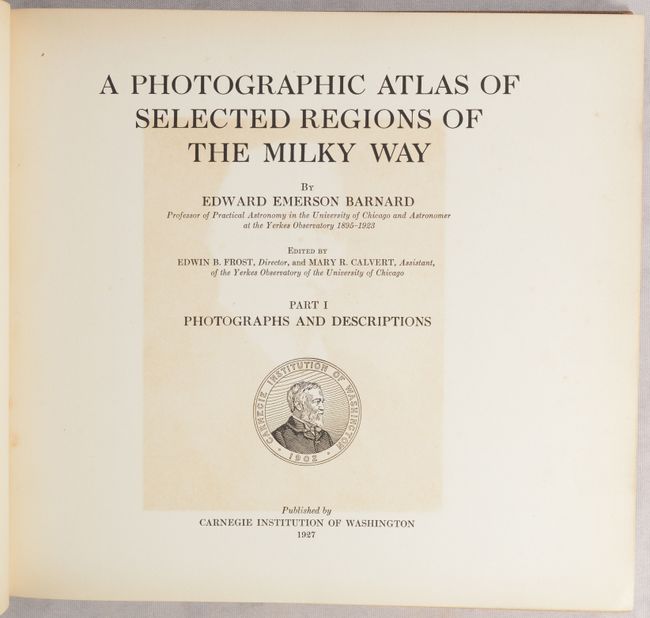 A PHOTOGRAPHIC ATLAS OF
SELECTED REGIONS OF
THE MILKY WAY
BY
EDWARD EMERSON BARNARD
Professor of Practical Astronomy in the University of Chicago and Astronomer
at the Yerkes Observatory 1895–1923
EDITED BY
EDWIN B. FROST, Director, and MARY R. CALVERT, Assistant,
of the Yerkes Observatory of the University of Chicago
PART I
PHOTOGRAPHS AND DESCRIPTIONS
CARNEGIE INSTITUTION OF WASHINGTON
1902
Published by
CARNEGIE INSTITUTION OF WASHINGTON
1927